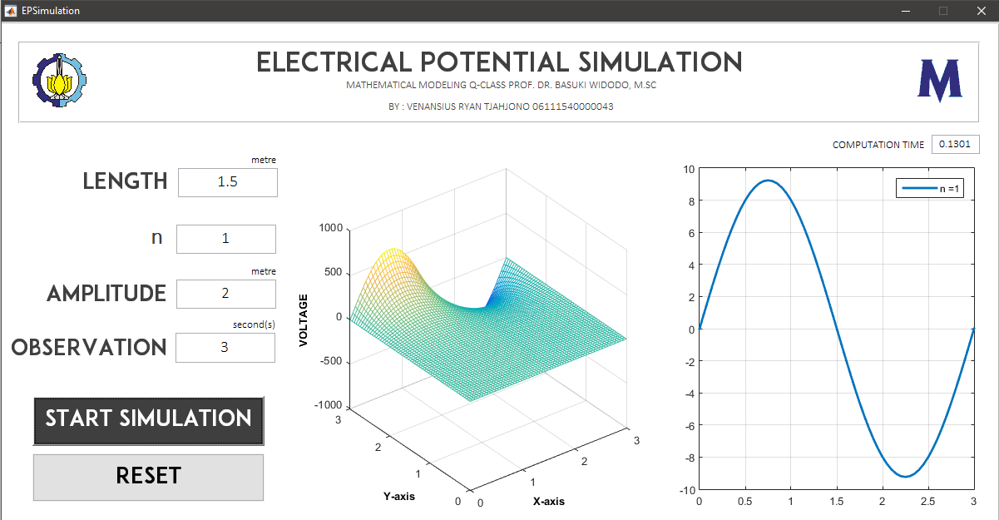 EPSimulation
ELECTRICAL POTENTIAL SIMULATION
MATHEMATICAL MODELING Q-CLASS PROF. DR. BASUKI WIDODO, M.SC
BY : VENANSIUS RYAN TJAHJONO 06111540000043
M
COMPUTATION TIME 0.1301
metre
LENGTH 1.5
n 1
metre
AMPLITUDE 2
second(s)
OBSERVATION 3
START SIMULATION
RESET
VOLTAGE
1000
500
0
-500
-1000
3
2
1
0
Y-axis
0
1
2
3
X-axis
n =1
10
8
6
4
2
0
-2
-4
-6
-8
-10
0 0.5 1 1.5 2 2.5 3